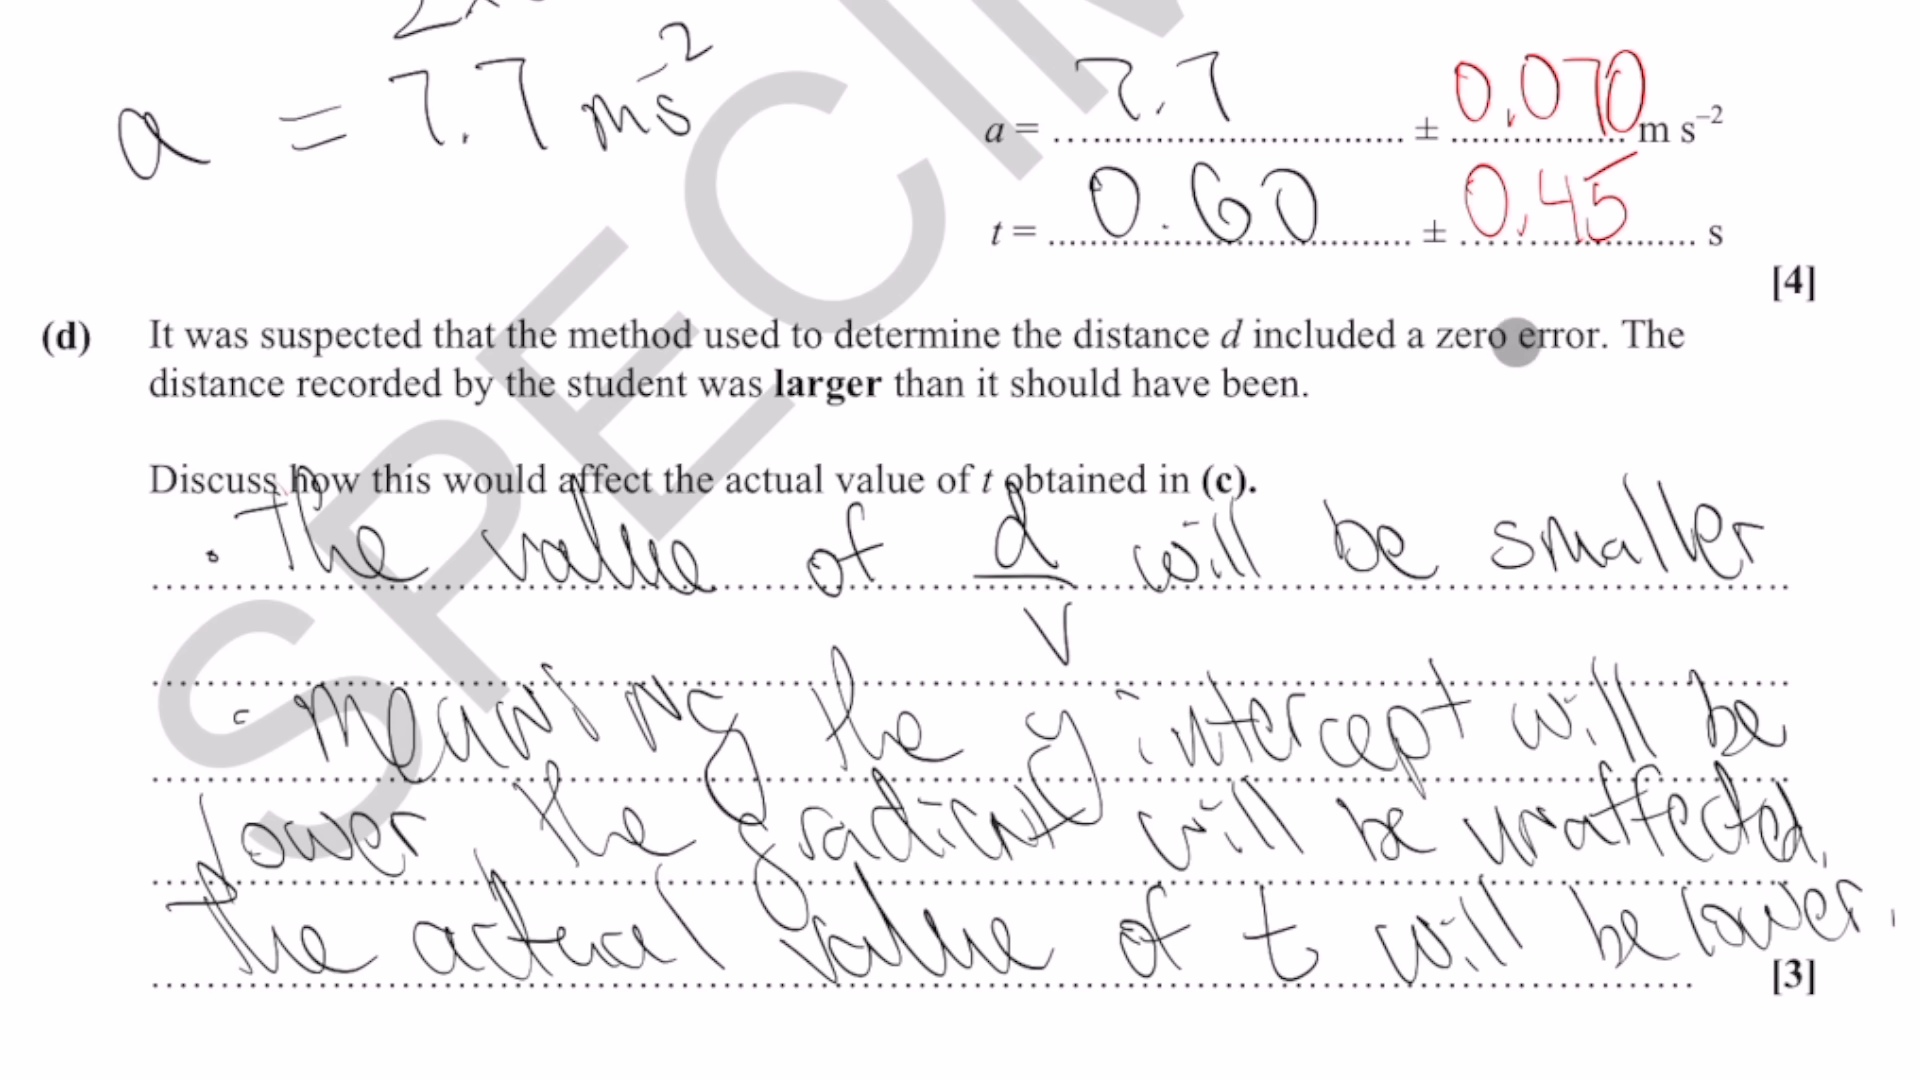 a = 7.7 ms⁻²
a = 7.7 ± 0.070 m s⁻²
t = 0.60 ± 0.45 s
[4]
(d) It was suspected that the method used to determine the distance d included a zero error. The
distance recorded by the student was larger than it should have been.
Discuss how this would affect the actual value of t obtained in (c).
. The value of d/v will be smaller
- meaning the y intercept will be
lower, the gradient will be unaffected.
The actual value of t will be lower.
[3]
SPECIM